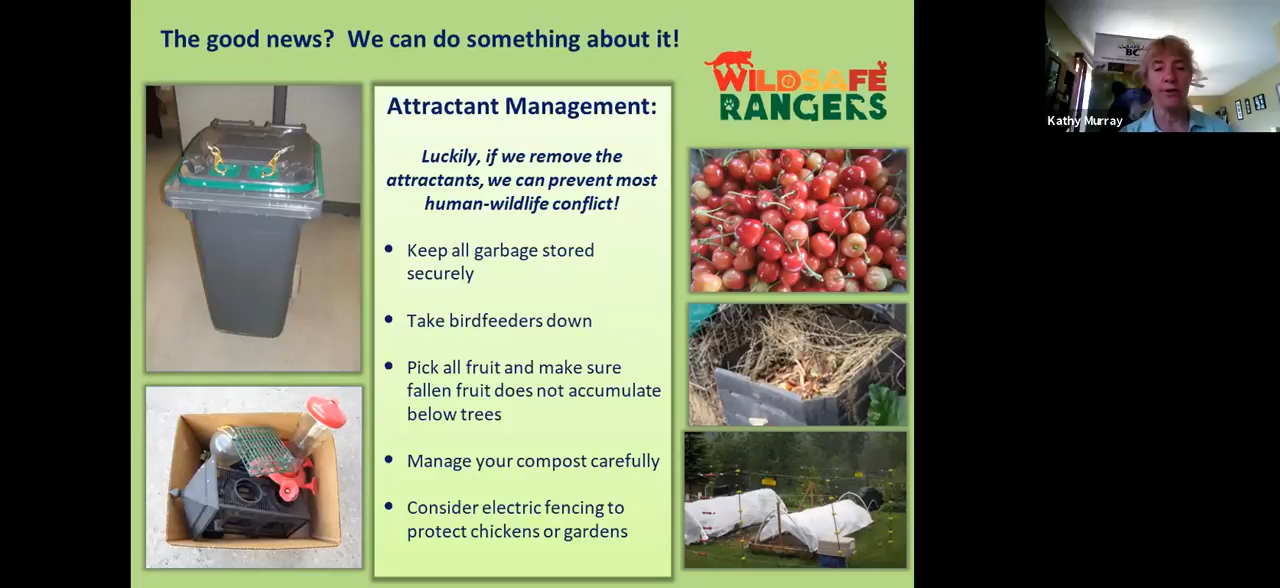 The good news?  We can do something about it!
WILDSAFE
RANGERS
Attractant Management:
Luckily, if we remove the
attractants, we can prevent most
human-wildlife conflict!
• Keep all garbage stored
securely
• Take birdfeeders down
• Pick all fruit and make sure
fallen fruit does not accumulate
below trees
• Manage your compost carefully
• Consider electric fencing to
protect chickens or gardens
BC
Kathy Murray